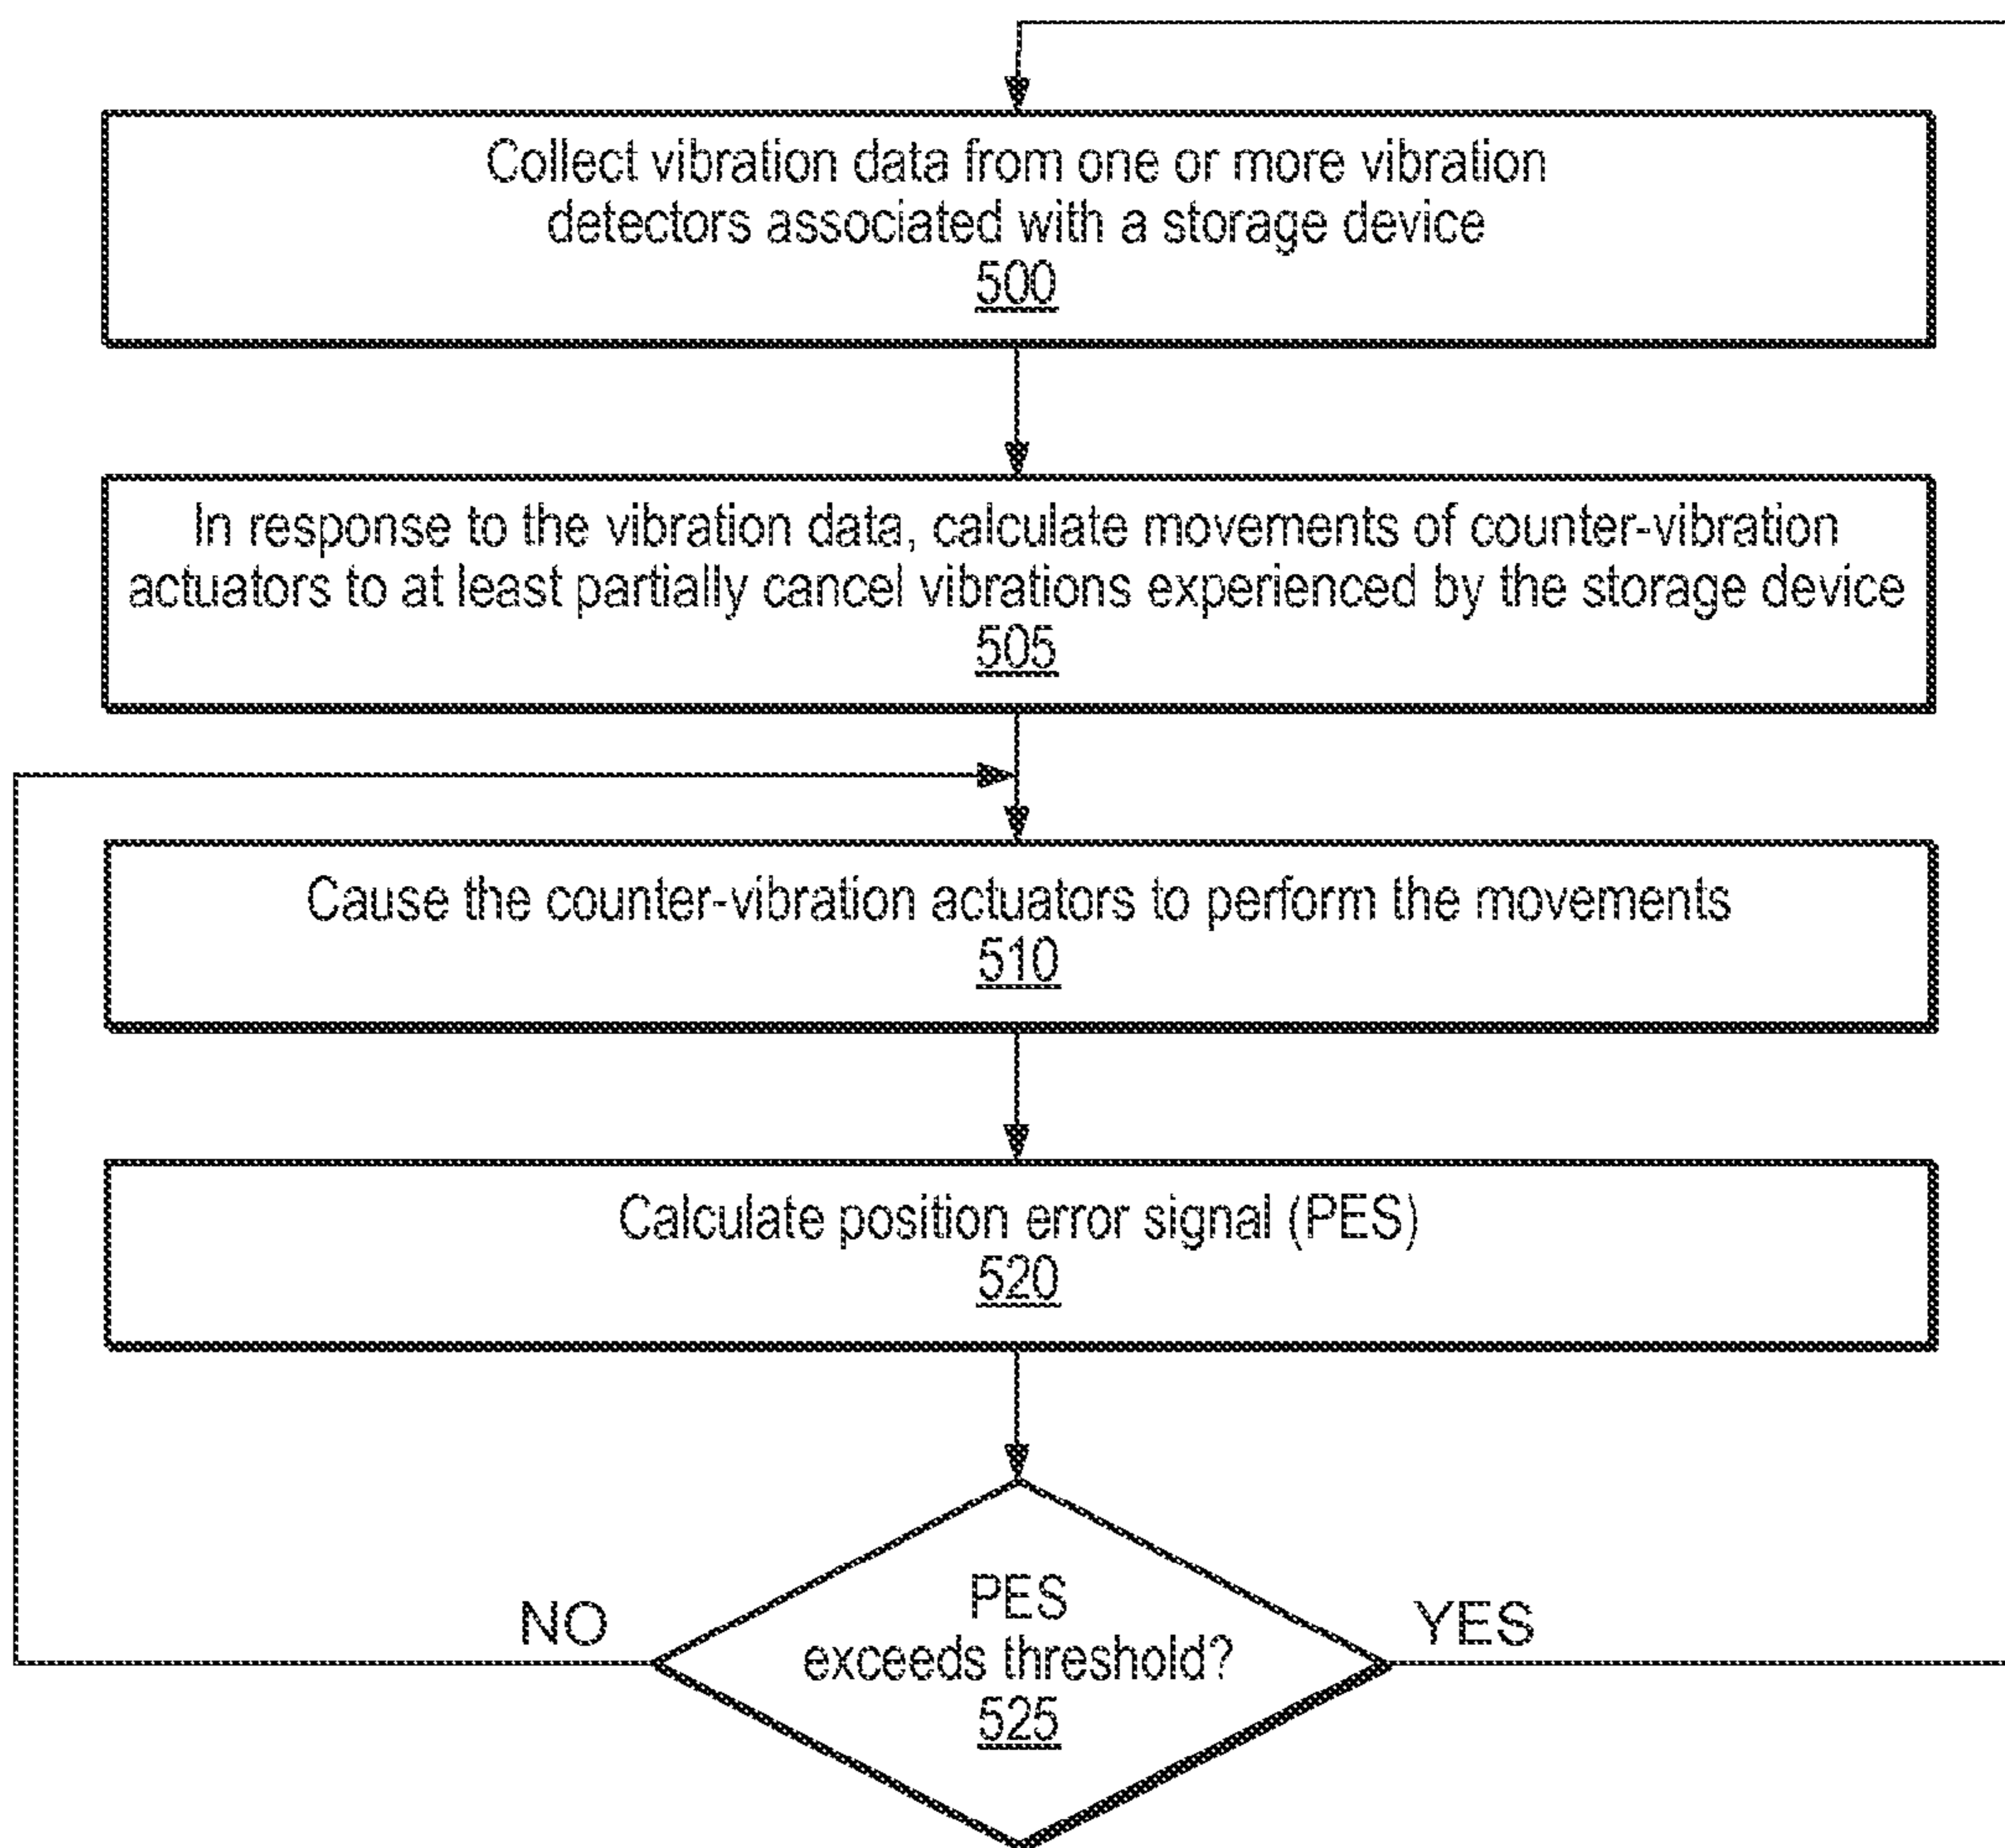 Collect vibration data from one or more vibration
detectors associated with a storage device
500
In response to the vibration data, calculate movements of counter-vibration
actuators to at least partially cancel vibrations experienced by the storage device
505
Cause the counter-vibration actuators to perform the movements
510
Calculate position error signal (PES)
520
PES
exceeds threshold?
525
NO
YES